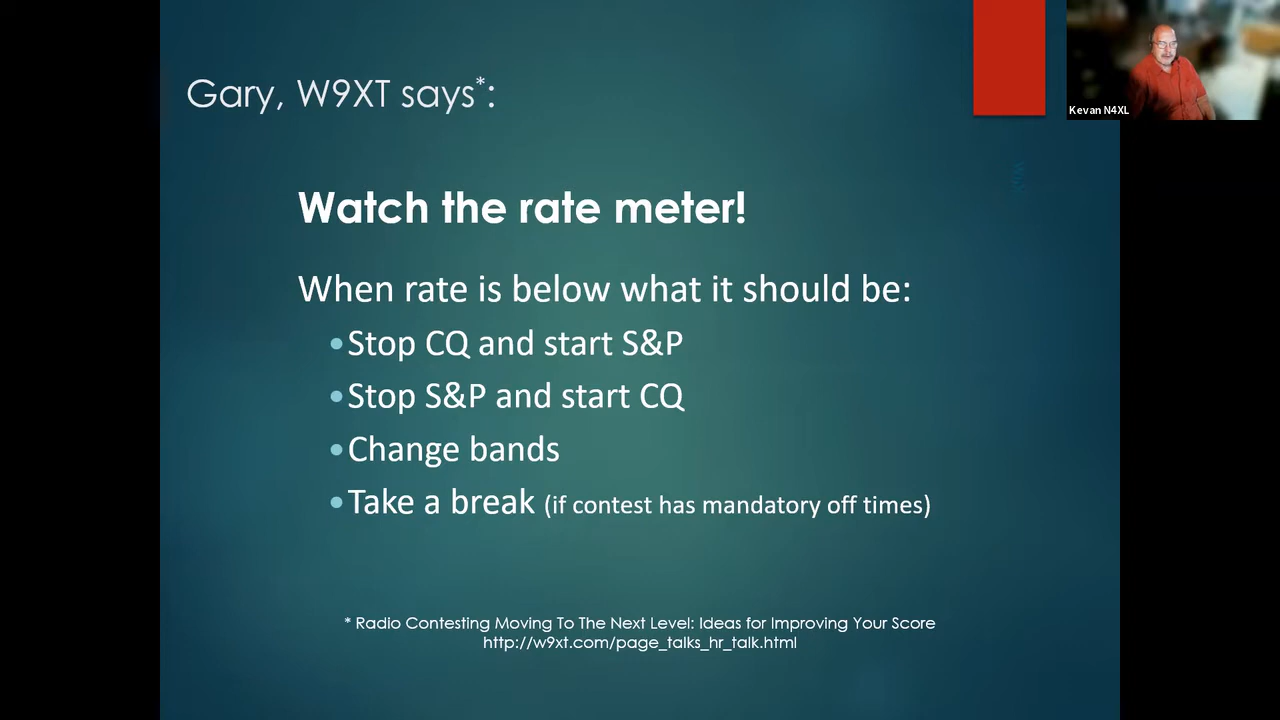 Gary, W9XT says*:
Kevan N4XL
Watch the rate meter!
When rate is below what it should be:
•Stop CQ and start S&P
•Stop S&P and start CQ
•Change bands
•Take a break (if contest has mandatory off times)
* Radio Contesting Moving To The Next Level: Ideas for Improving Your Score
http://w9xt.com/page_talks_hr_talk.html